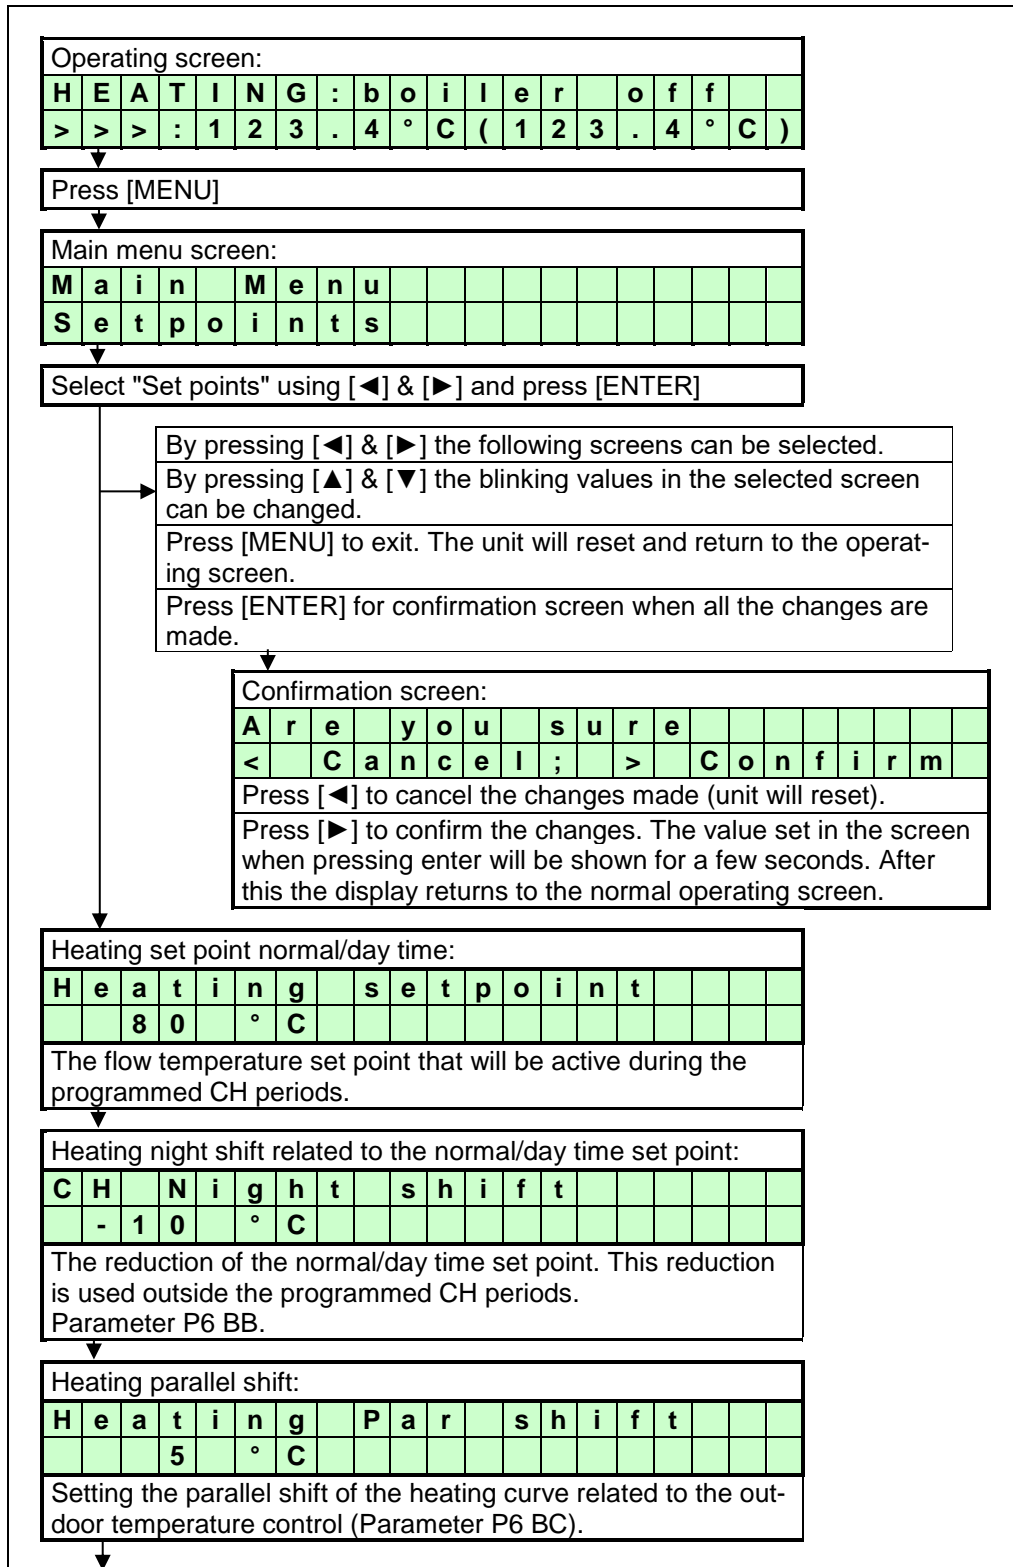 Operating screen:
HEATING:boiler off
>>>:123.4°C(123.4°C)
Press [MENU]
Main menu screen:
Main Menu
Setpoints
Select "Set points" using [◄] & [►] and press [ENTER]
By pressing [◄] & [►] the following screens can be selected.
By pressing [▲] & [▼] the blinking values in the selected screen
can be changed.
Press [MENU] to exit. The unit will reset and return to the operat-
ing screen.
Press [ENTER] for confirmation screen when all the changes are
made.
Confirmation screen:
Are you sure
< Cancel; > Confirm
Press [◄] to cancel the changes made (unit will reset).
Press [►] to confirm the changes. The value set in the screen
when pressing enter will be shown for a few seconds. After
this the display returns to the normal operating screen.
Heating set point normal/day time:
Heating setpoint
80 °C
The flow temperature set point that will be active during the
programmed CH periods.
Heating night shift related to the normal/day time set point:
CH Night shift
-10 °C
The reduction of the normal/day time set point. This reduction
is used outside the programmed CH periods.
Parameter P6 BB.
Heating parallel shift:
Heating Par shift
5 °C
Setting the parallel shift of the heating curve related to the out-
door temperature control (Parameter P6 BC).